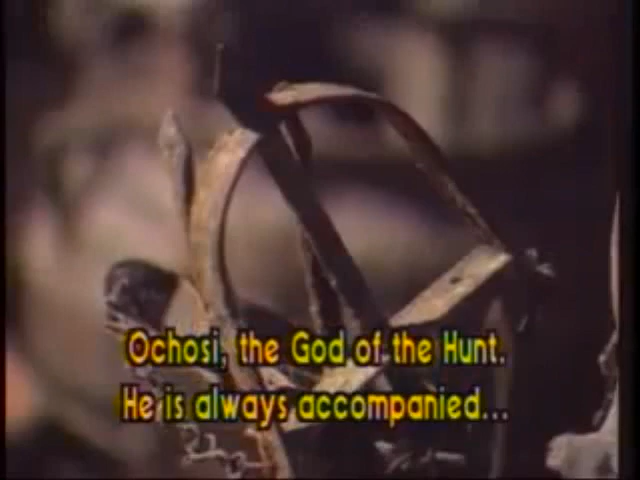 Ochosi, the God of the Hunt.
He is always accompanied...